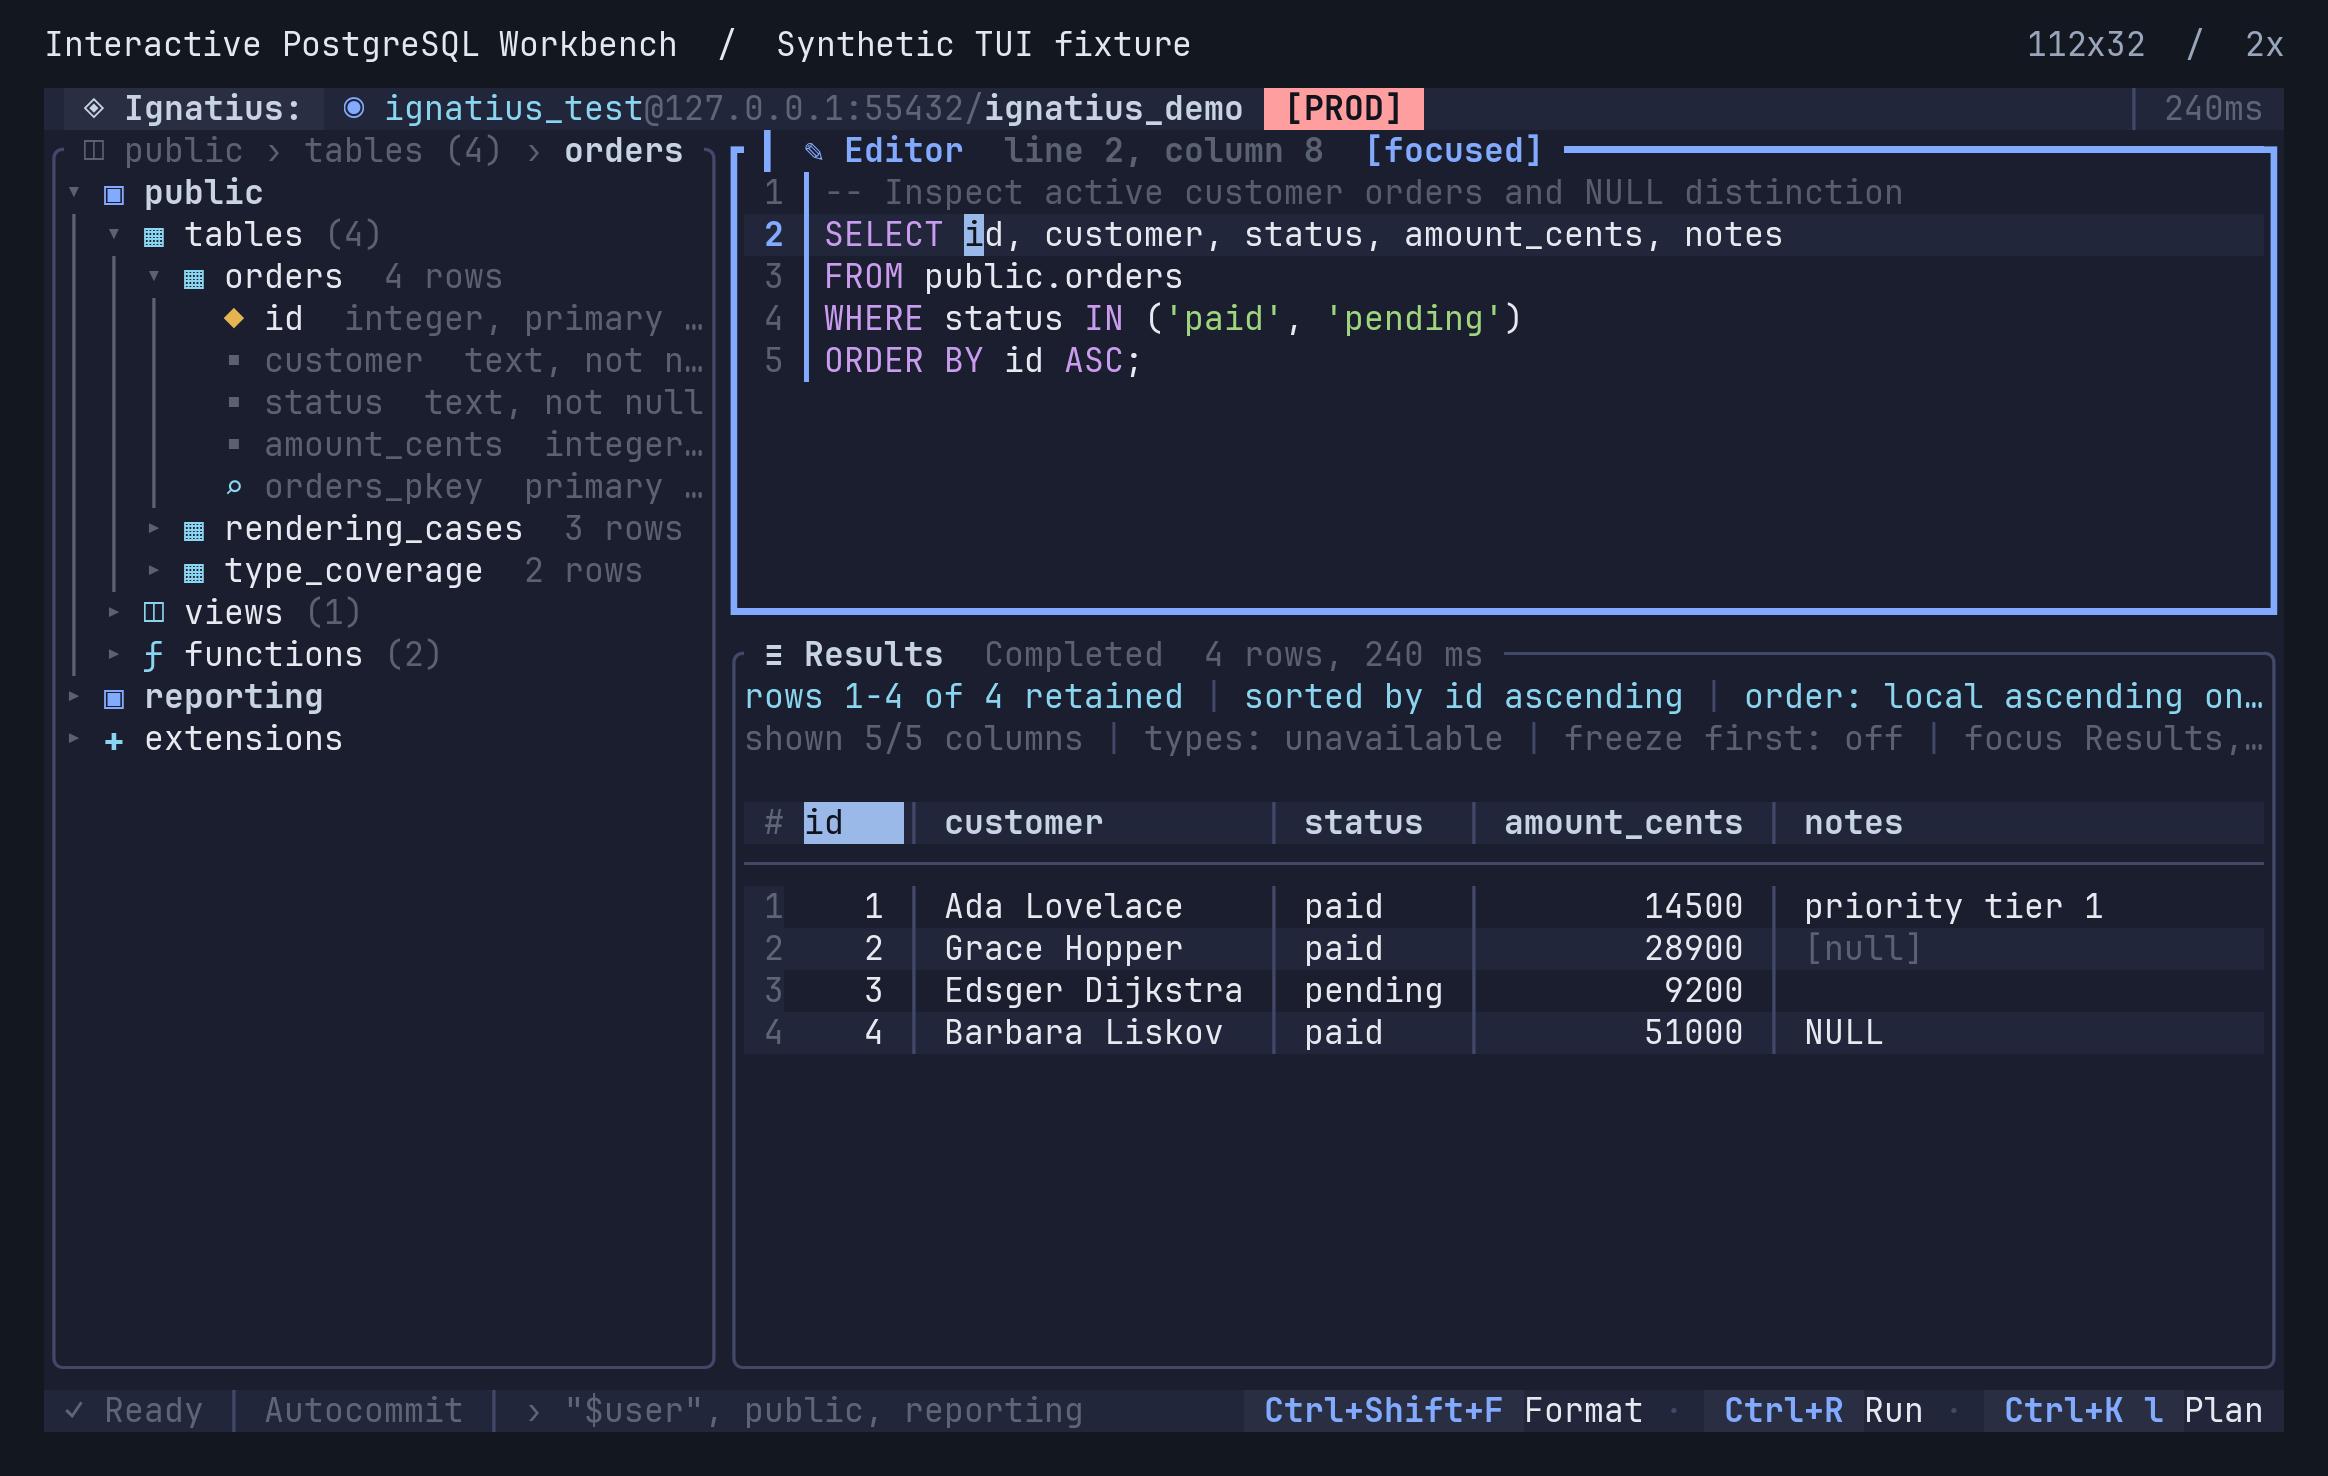 Interactive PostgreSQL Workbench / Synthetic TUI fixture 112x32 / 2x
◈ Ignatius: ◉ ignatius_test@127.0.0.1:55432/ignatius_demo [PROD] │ 240ms
◫ public › tables (4) › orders
▾ ▣ public
▾ ▦ tables (4)
▾ ▦ orders 4 rows
◆ id integer, primary …
▪ customer text, not n…
▪ status text, not null
▪ amount_cents integer…
⌕ orders_pkey primary …
▸ ▦ rendering_cases 3 rows
▸ ▦ type_coverage 2 rows
▸ ◫ views (1)
▸ ƒ functions (2)
▸ ▣ reporting
▸ ✚ extensions
✎ Editor line 2, column 8 [focused]
1 -- Inspect active customer orders and NULL distinction
2 SELECT id, customer, status, amount_cents, notes
3 FROM public.orders
4 WHERE status IN ('paid', 'pending')
5 ORDER BY id ASC;
≡ Results Completed 4 rows, 240 ms
rows 1-4 of 4 retained │ sorted by id ascending │ order: local ascending on…
shown 5/5 columns │ types: unavailable │ freeze first: off │ focus Results,…
# id │ customer │ status │ amount_cents │ notes
1 1 │ Ada Lovelace │ paid │ 14500 │ priority tier 1
2 2 │ Grace Hopper │ paid │ 28900 │ [null]
3 3 │ Edsger Dijkstra │ pending │ 9200 │
4 4 │ Barbara Liskov │ paid │ 51000 │ NULL
✓ Ready │ Autocommit │ › "$user", public, reporting Ctrl+Shift+F Format · Ctrl+R Run · Ctrl+K l Plan